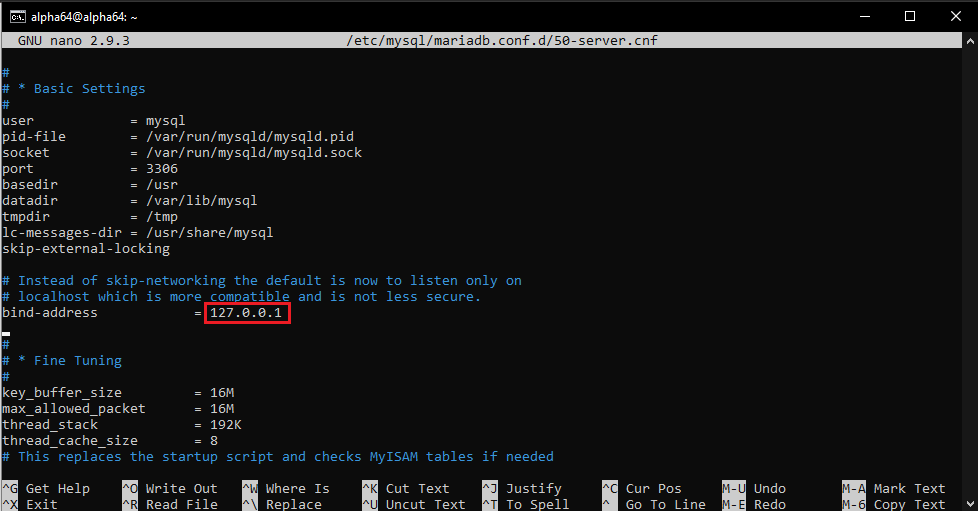 alpha64@alpha64: ~
GNU nano 2.9.3 /etc/mysql/mariadb.conf.d/50-server.cnf
#
# * Basic Settings
#
user = mysql
pid-file = /var/run/mysqld/mysqld.pid
socket = /var/run/mysqld/mysqld.sock
port = 3306
basedir = /usr
datadir = /var/lib/mysql
tmpdir = /tmp
lc-messages-dir = /usr/share/mysql
skip-external-locking
# Instead of skip-networking the default is now to listen only on
# localhost which is more compatible and is not less secure.
bind-address = 127.0.0.1
#
# * Fine Tuning
#
key_buffer_size = 16M
max_allowed_packet = 16M
thread_stack = 192K
thread_cache_size = 8
# This replaces the startup script and checks MyISAM tables if needed
^G Get Help ^O Write Out ^W Where Is ^K Cut Text ^J Justify ^C Cur Pos M-U Undo M-A Mark Text
^X Exit ^R Read File ^\ Replace ^U Uncut Text ^T To Spell ^ Go To Line M-E Redo M-6 Copy Text